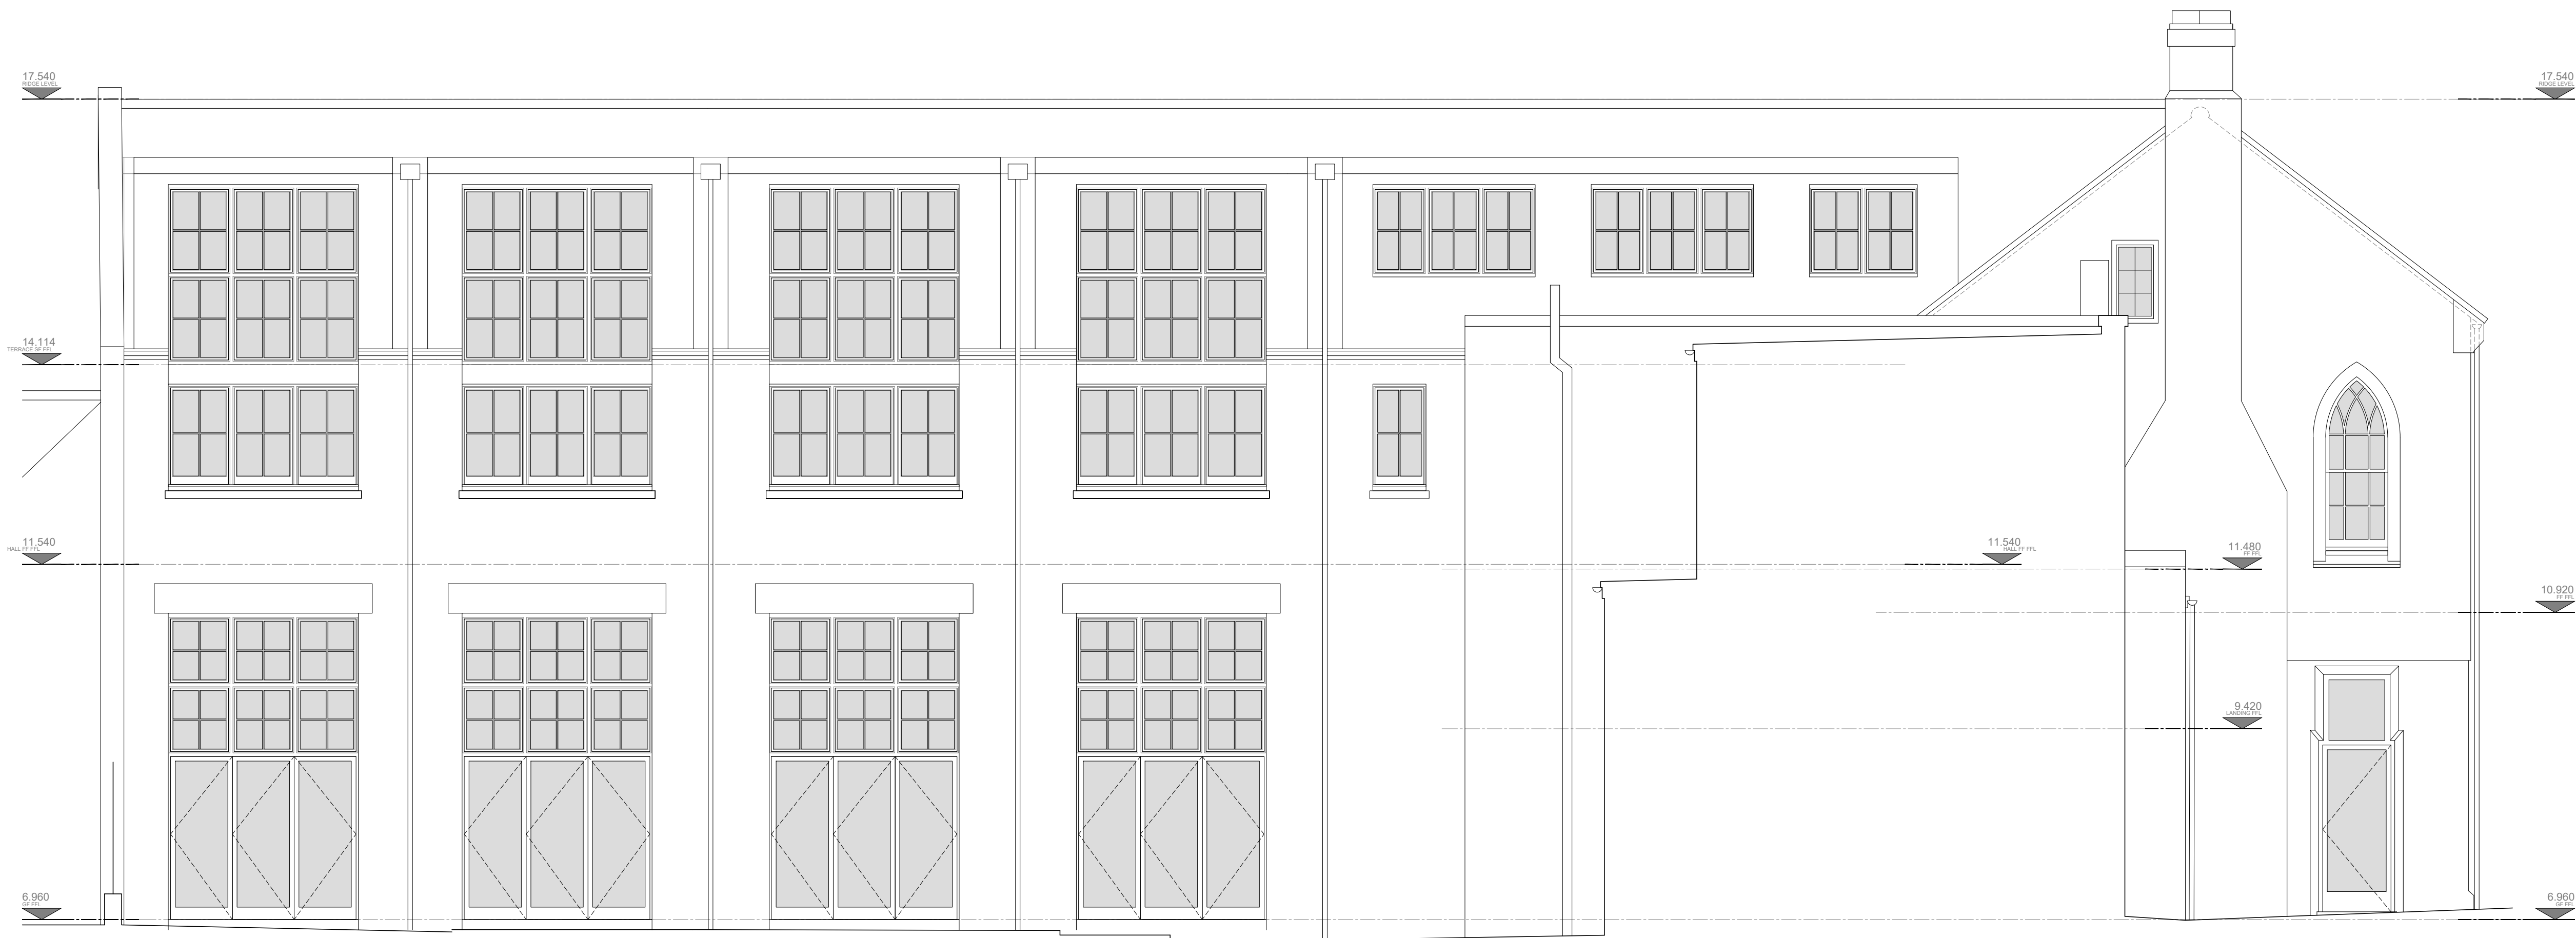 17.540
RIDGE LEVEL
17.540
RIDGE LEVEL
14.114
TERRACE SF FFL
11.540
HALL FF FFL
11.540
HALL FF FFL
11.480
FF FFL
10.920
FF FFL
9.420
LANDING FFL
6.960
GF FFL
6.960
GF FFL